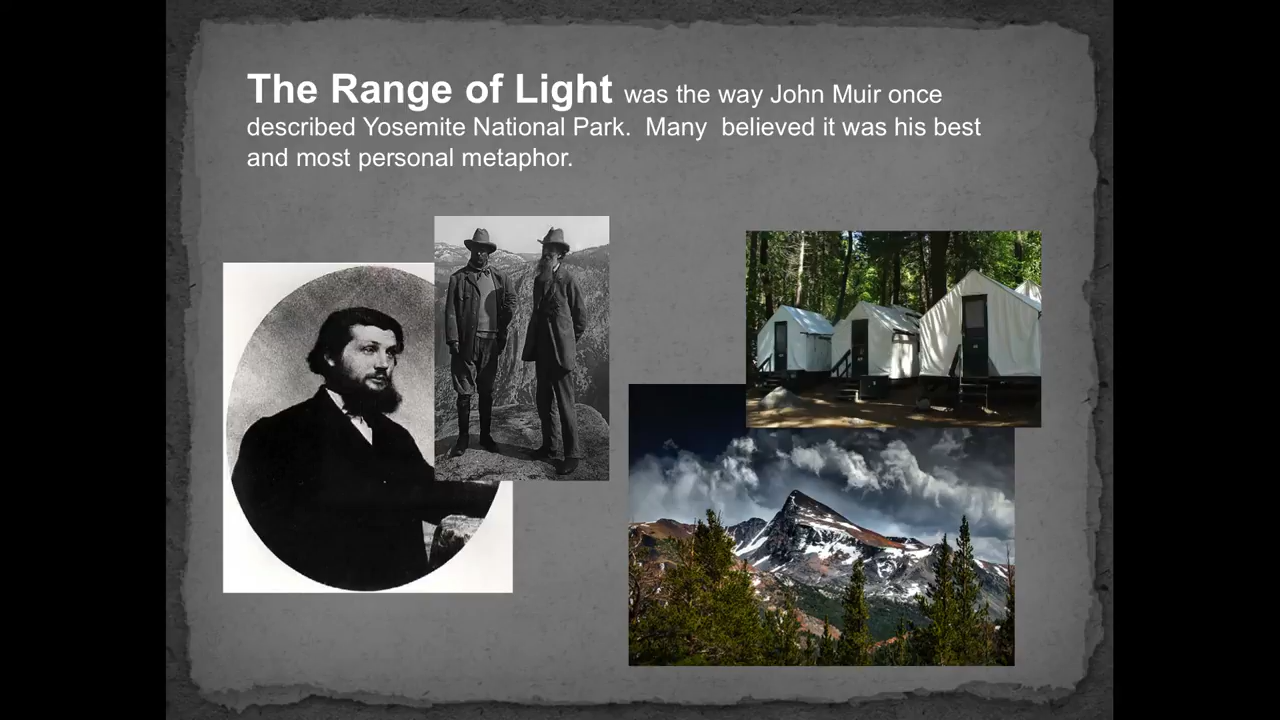 The Range of Light was the way John Muir once
described Yosemite National Park.  Many  believed it was his best
and most personal metaphor.